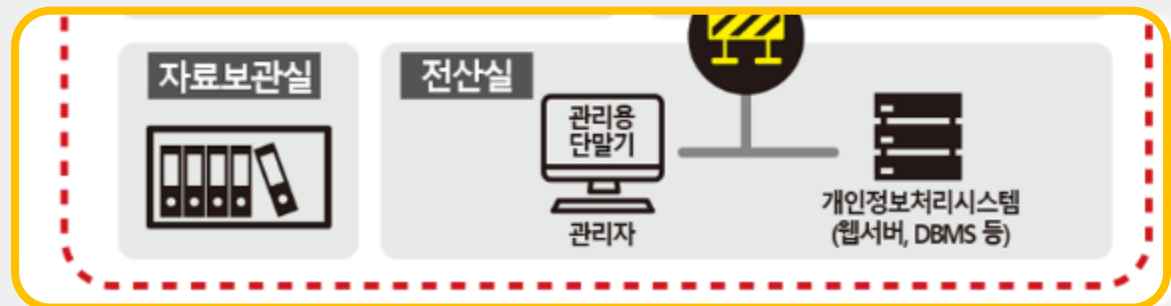 자료보관실
전산실
관리용
단말기
관리자
개인정보처리시스템
(웹서버, DBMS 등)